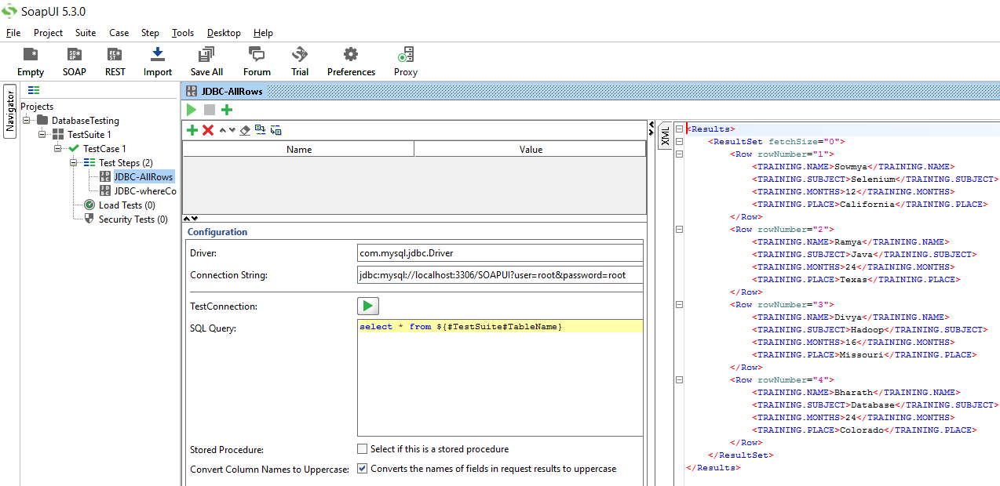 SoapUI 5.3.0
File Project Suite Case Step Tools Desktop Help
Empty SOAP REST Import Save All Forum Trial Preferences Proxy
Navigator
Projects
DatabaseTesting
TestSuite 1
TestCase 1
Test Steps (2)
JDBC-AllRows
JDBC-whereCo
Load Tests (0)
Security Tests (0)
JDBC-AllRows
Name Value
Configuration
Driver: com.mysql.jdbc.Driver
Connection String: jdbc:mysql://localhost:3306/SOAPUI?user=root&password=root
TestConnection:
SQL Query: select * from ${#TestSuite#TableName}
Stored Procedure: Select if this is a stored procedure
Convert Column Names to Uppercase: Converts the names of fields in request results to uppercase
XML
<Results>
<ResultSet fetchSize="0">
<Row rowNumber="1">
<TRAINING.NAME>Sowmya</TRAINING.NAME>
<TRAINING.SUBJECT>Selenium</TRAINING.SUBJECT>
<TRAINING.MONTHS>12</TRAINING.MONTHS>
<TRAINING.PLACE>California</TRAINING.PLACE>
</Row>
<Row rowNumber="2">
<TRAINING.NAME>Ramya</TRAINING.NAME>
<TRAINING.SUBJECT>Java</TRAINING.SUBJECT>
<TRAINING.MONTHS>24</TRAINING.MONTHS>
<TRAINING.PLACE>Texas</TRAINING.PLACE>
</Row>
<Row rowNumber="3">
<TRAINING.NAME>Divya</TRAINING.NAME>
<TRAINING.SUBJECT>Hadoop</TRAINING.SUBJECT>
<TRAINING.MONTHS>16</TRAINING.MONTHS>
<TRAINING.PLACE>Missouri</TRAINING.PLACE>
</Row>
<Row rowNumber="4">
<TRAINING.NAME>Bharath</TRAINING.NAME>
<TRAINING.SUBJECT>Database</TRAINING.SUBJECT>
<TRAINING.MONTHS>24</TRAINING.MONTHS>
<TRAINING.PLACE>Colorado</TRAINING.PLACE>
</Row>
</ResultSet>
</Results>